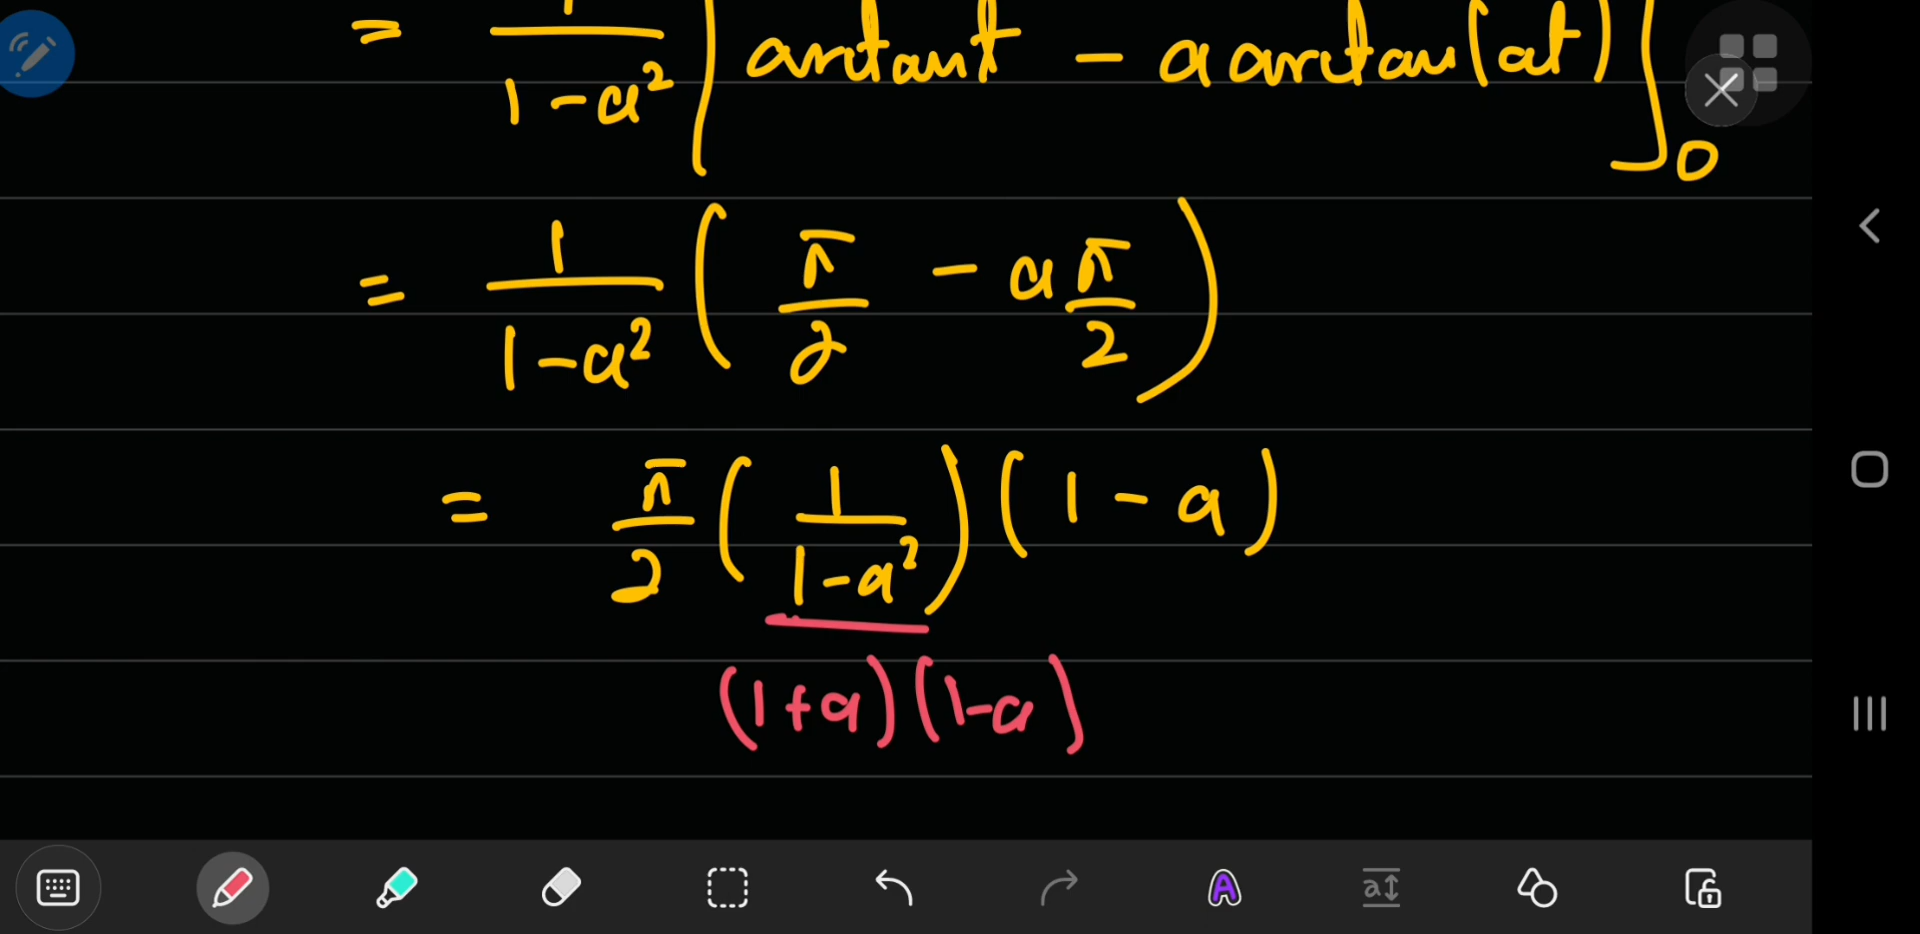 = 1/(1-a²) [arctan t - a arctan(at)]₀
= 1/(1-a²) (π/2 - a π/2)
= π/2 (1/(1-a²)) (1-a)
(1+a)(1-a)
A a